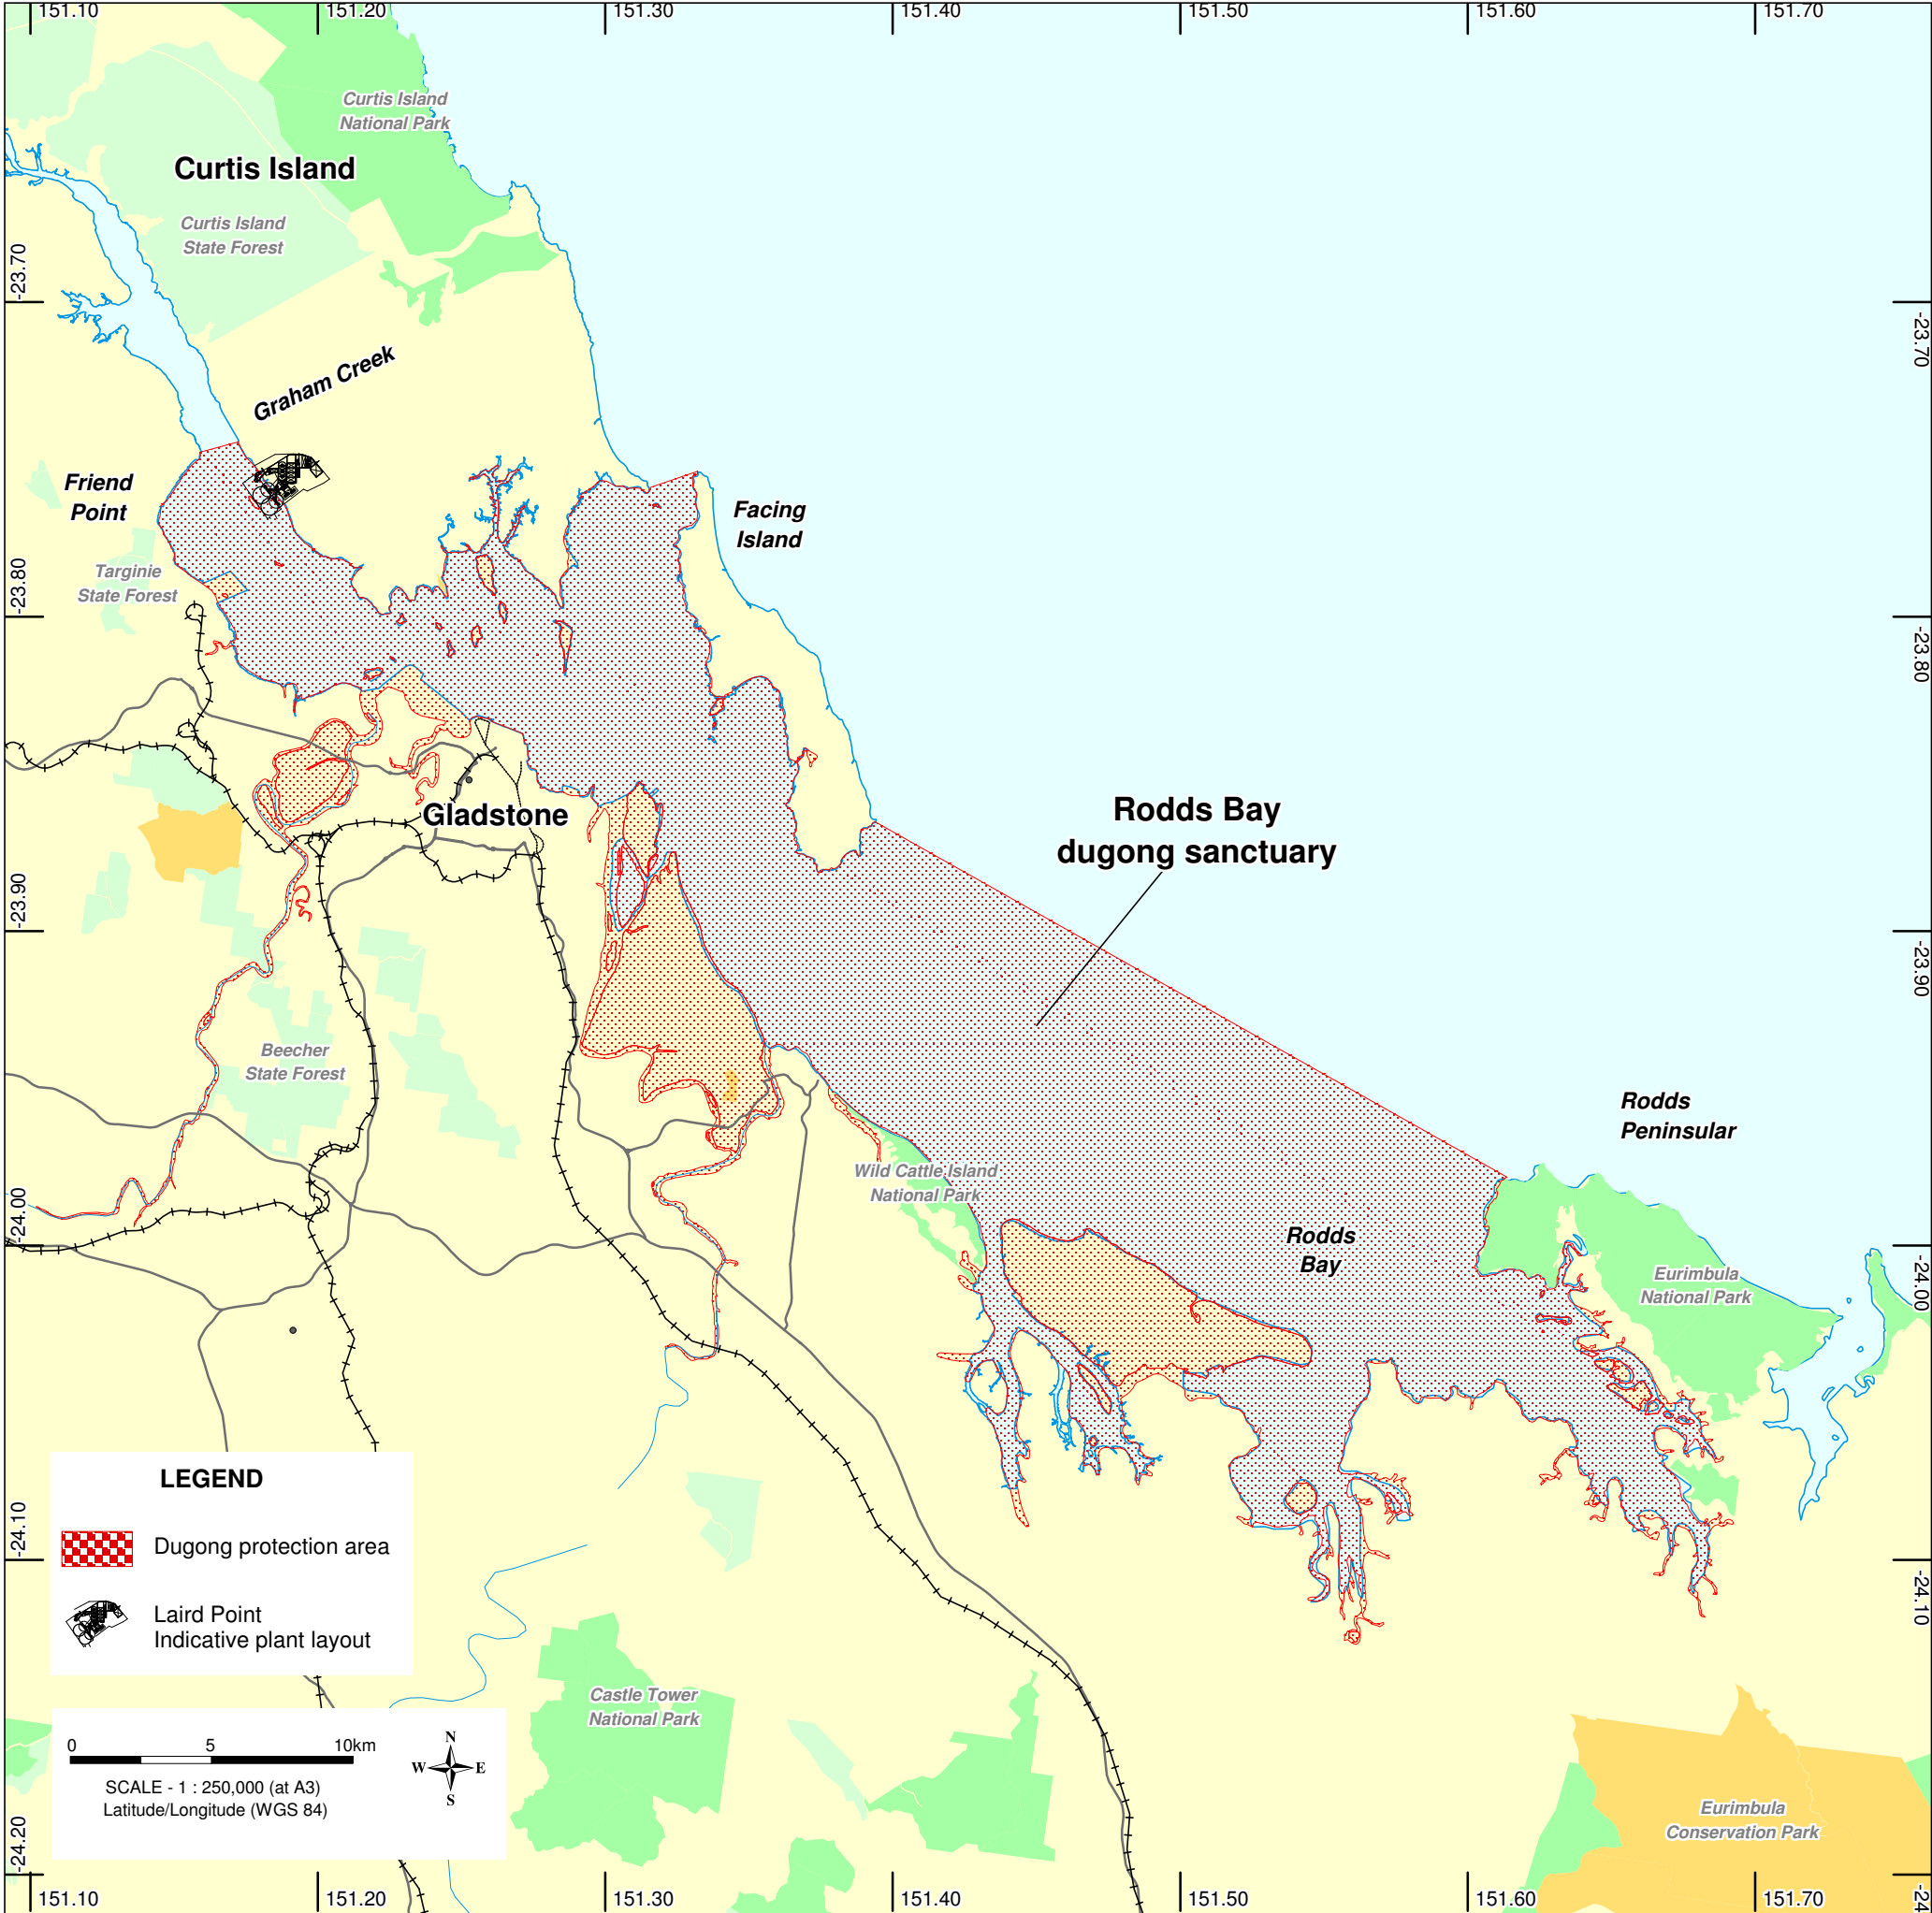 151.10
151.20
151.30
151.40
151.50
151.60
151.70
Curtis Island
National Park
Curtis Island
Curtis Island
State Forest
-23.70
-23.70
Graham Creek
Friend
Point
Facing
Island
Targinie
State Forest
-23.80
-23.80
Gladstone
Rodds Bay
dugong sanctuary
-23.90
-23.90
Beecher
State Forest
Rodds
Peninsular
Wild Cattle Island
National Park
-24.00
-24.00
Rodds
Bay
Eurimbula
National Park
LEGEND
Dugong protection area
Laird Point
Indicative plant layout
-24.10
-24.10
Castle Tower
National Park
0 5 10km
SCALE - 1 : 250,000 (at A3)
Latitude/Longitude (WGS 84)
N
W E
S
Eurimbula
Conservation Park
-24.20
-24
151.10
151.20
151.30
151.40
151.50
151.60
151.70